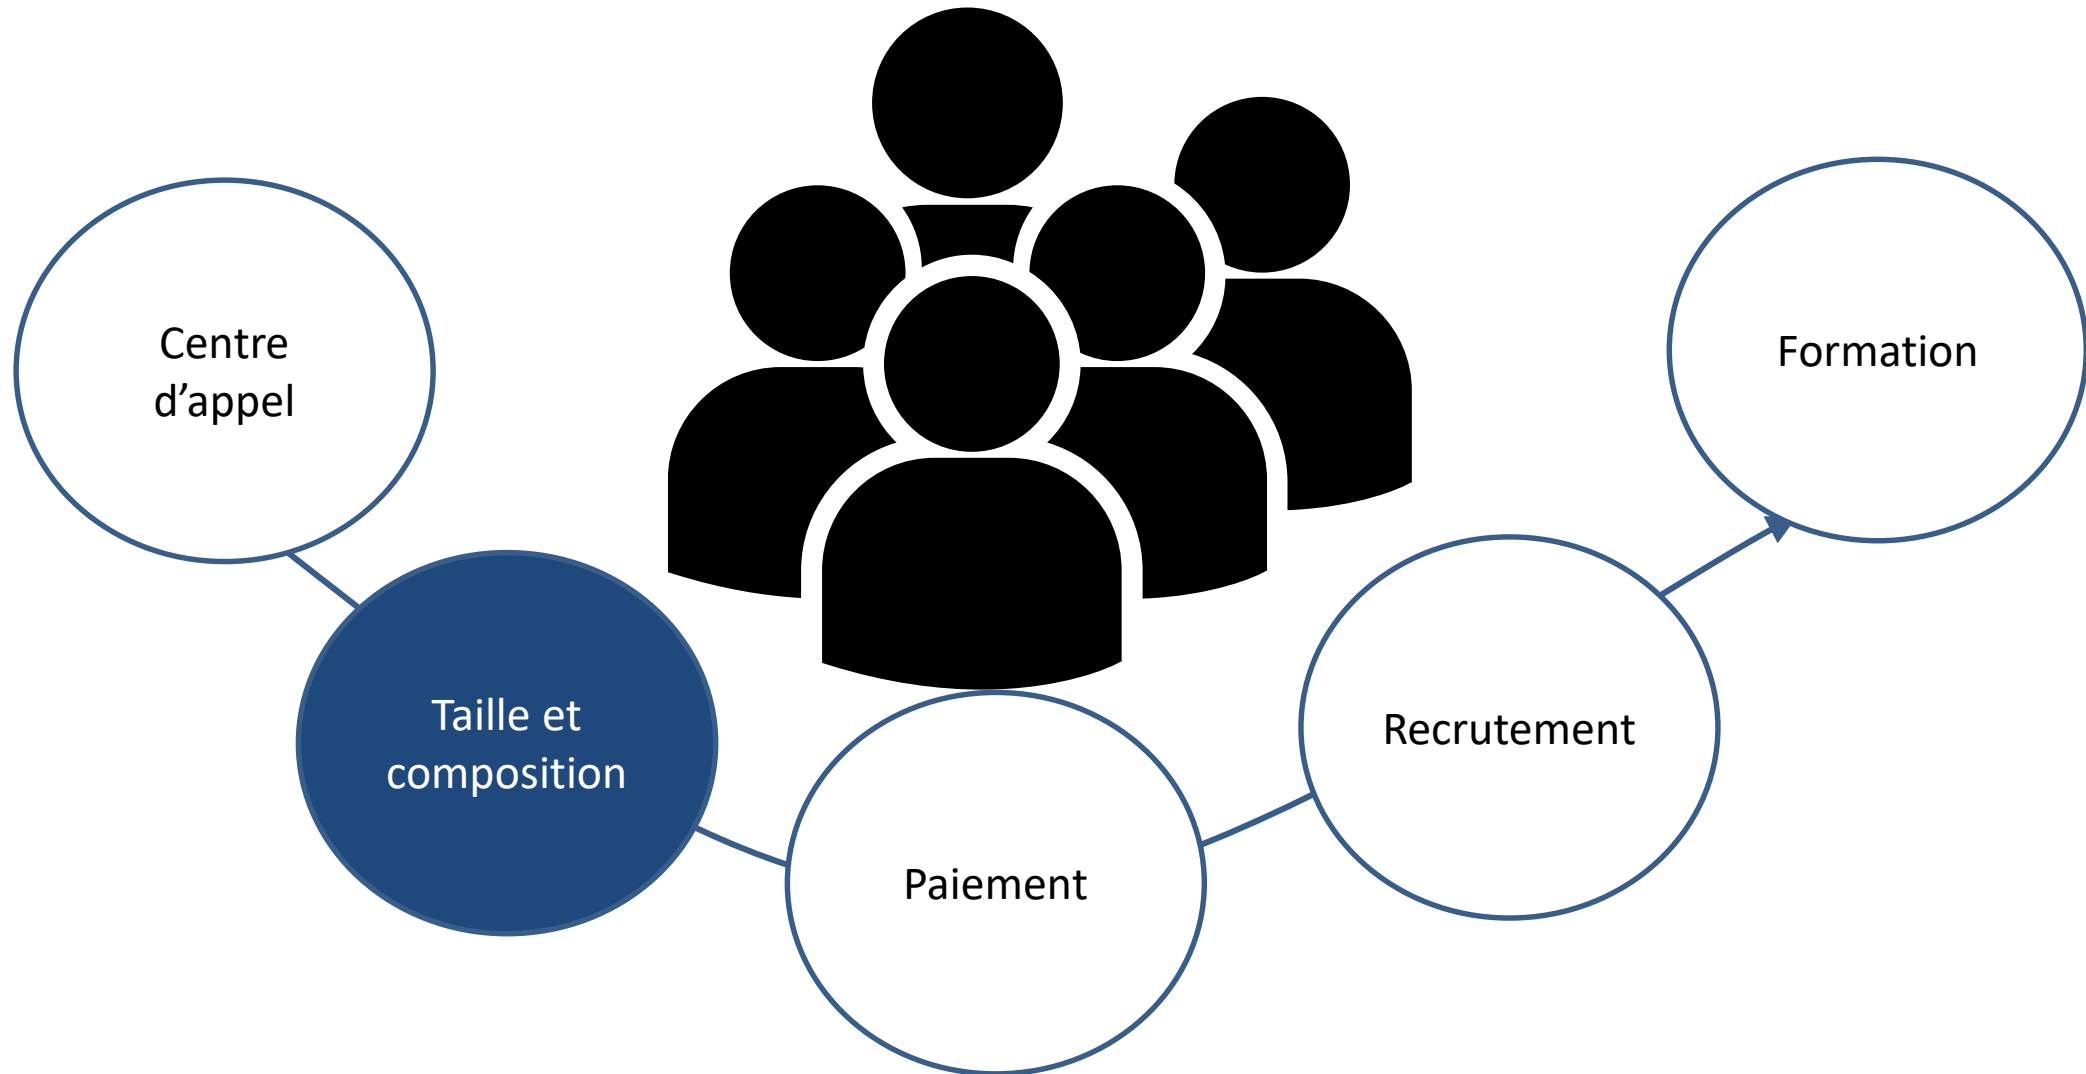 Centre
d’appel
Taille et
composition
Paiement
Recrutement
Formation